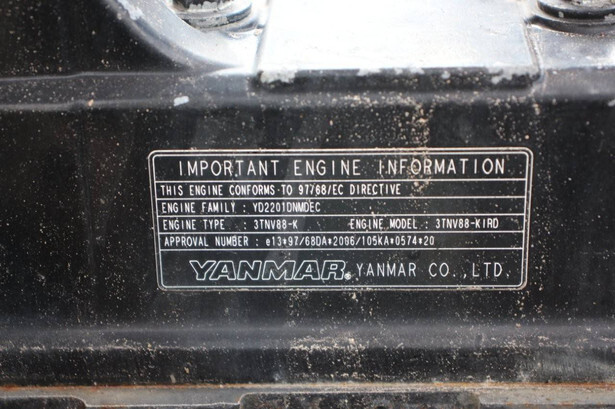 IMPORTANT ENGINE INFORMATION
THIS ENGINE CONFORMS TO 97/68/EC DIRECTIVE
ENGINE FAMILY : YD2201DNMDEC
ENGINE TYPE : 3TNV88-K ENGINE MODEL : 3TNV88-KIRD
APPROVAL NUMBER : e13*97/68DA*2006/105KA*0574*20
YANMAR YANMAR CO.,LTD.